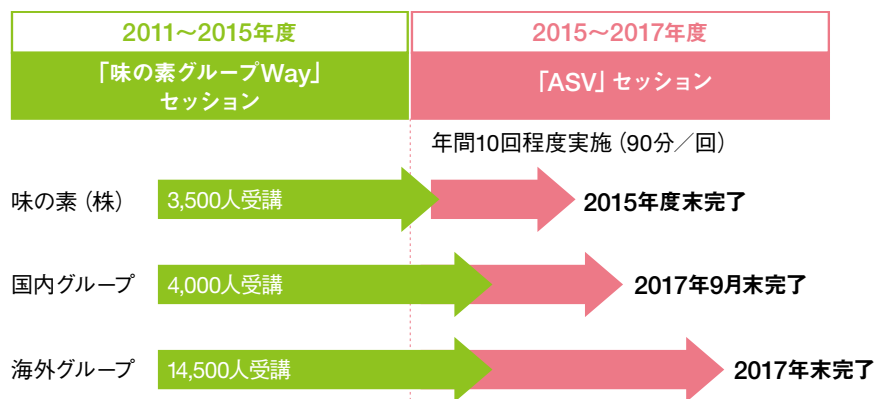 2011～2015年度
2015～2017年度
「味の素グループWay」
セッション
「ASV」セッション
年間10回程度実施（90分／回）
味の素（株）
3,500人受講
2015年度末完了
国内グループ
4,000人受講
2017年9月末完了
海外グループ
14,500人受講
2017年末完了